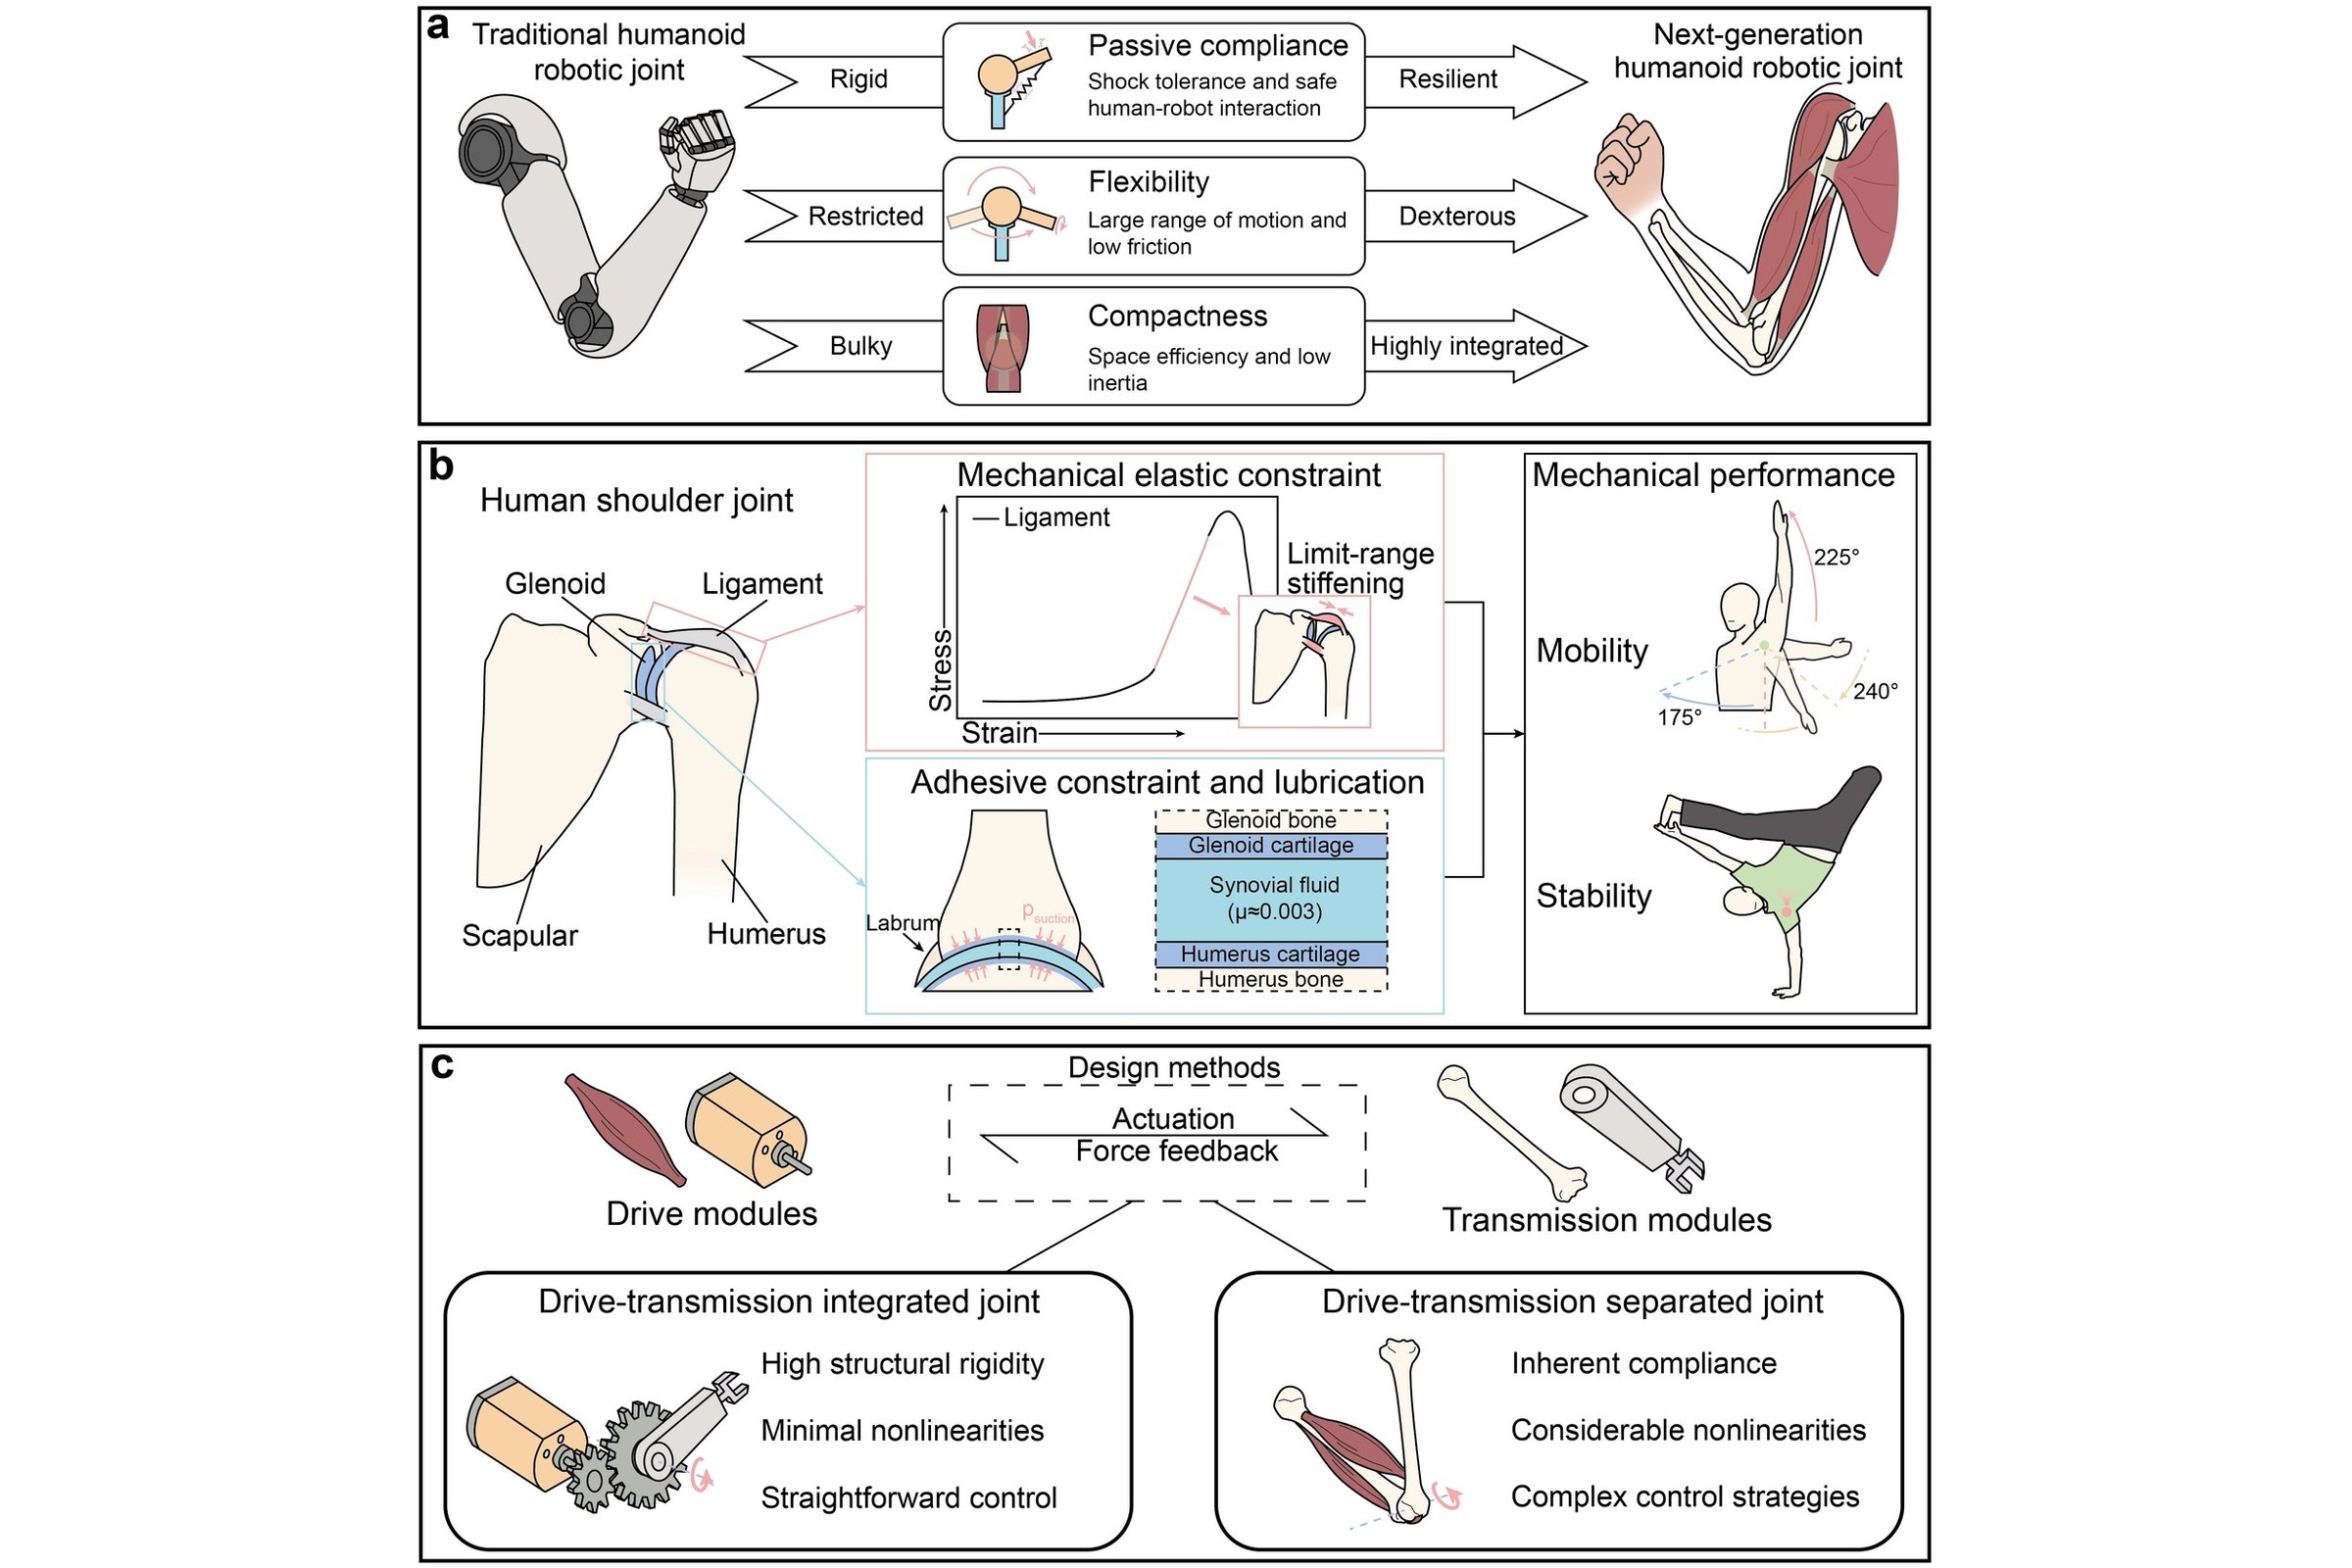 a
Traditional humanoid
robotic joint
Rigid
Passive compliance
Shock tolerance and safe
human-robot interaction
Resilient
Restricted
Flexibility
Large range of motion and
low friction
Dexterous
Bulky
Compactness
Space efficiency and low
inertia
Highly integrated
Next-generation
humanoid robotic joint
b
Human shoulder joint
Glenoid
Ligament
Scapular
Humerus
Mechanical elastic constraint
Ligament
Stress
Strain
Limit-range
stiffening
Adhesive constraint and lubrication
Labrum
p suction
Glenoid bone
Glenoid cartilage
Synovial fluid
(μ≈0.003)
Humerus cartilage
Humerus bone
Mechanical performance
Mobility
225°
240°
175°
Stability
c
Drive modules
Design methods
Actuation
Force feedback
Transmission modules
Drive-transmission integrated joint
High structural rigidity
Minimal nonlinearities
Straightforward control
Drive-transmission separated joint
Inherent compliance
Considerable nonlinearities
Complex control strategies